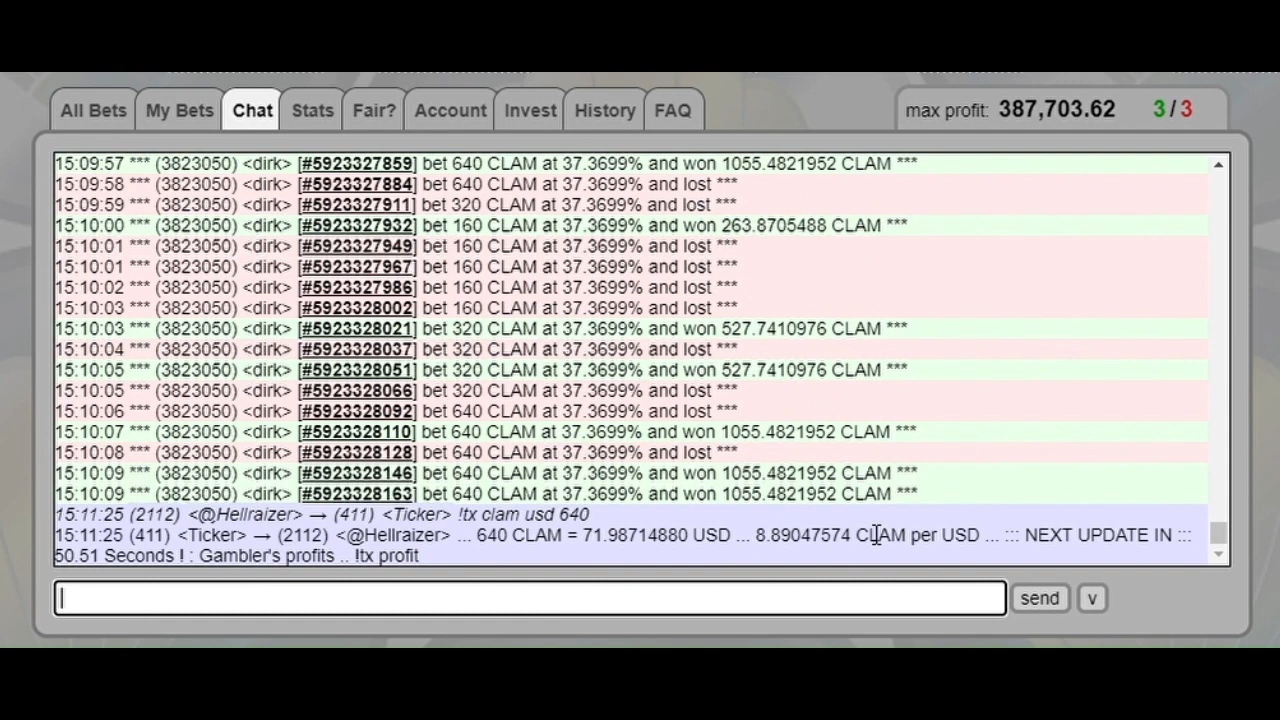 All Bets My Bets Chat Stats Fair? Account Invest History FAQ max profit: 387,703.62 3/3
15:09:57 *** (3823050) <dirk> [#5923327859] bet 640 CLAM at 37.3699% and won 1055.4821952 CLAM ***
15:09:58 *** (3823050) <dirk> [#5923327884] bet 640 CLAM at 37.3699% and lost ***
15:09:59 *** (3823050) <dirk> [#5923327911] bet 320 CLAM at 37.3699% and lost ***
15:10:00 *** (3823050) <dirk> [#5923327932] bet 160 CLAM at 37.3699% and won 263.8705488 CLAM ***
15:10:01 *** (3823050) <dirk> [#5923327949] bet 160 CLAM at 37.3699% and lost ***
15:10:01 *** (3823050) <dirk> [#5923327967] bet 160 CLAM at 37.3699% and lost ***
15:10:02 *** (3823050) <dirk> [#5923327986] bet 160 CLAM at 37.3699% and lost ***
15:10:03 *** (3823050) <dirk> [#5923328002] bet 160 CLAM at 37.3699% and lost ***
15:10:03 *** (3823050) <dirk> [#5923328021] bet 320 CLAM at 37.3699% and won 527.7410976 CLAM ***
15:10:04 *** (3823050) <dirk> [#5923328037] bet 320 CLAM at 37.3699% and lost ***
15:10:05 *** (3823050) <dirk> [#5923328051] bet 320 CLAM at 37.3699% and won 527.7410976 CLAM ***
15:10:05 *** (3823050) <dirk> [#5923328066] bet 320 CLAM at 37.3699% and lost ***
15:10:06 *** (3823050) <dirk> [#5923328092] bet 640 CLAM at 37.3699% and lost ***
15:10:07 *** (3823050) <dirk> [#5923328110] bet 640 CLAM at 37.3699% and won 1055.4821952 CLAM ***
15:10:08 *** (3823050) <dirk> [#5923328128] bet 640 CLAM at 37.3699% and lost ***
15:10:09 *** (3823050) <dirk> [#5923328146] bet 640 CLAM at 37.3699% and won 1055.4821952 CLAM ***
15:10:09 *** (3823050) <dirk> [#5923328163] bet 640 CLAM at 37.3699% and won 1055.4821952 CLAM ***
15:11:25 (2112) <@Hellraizer> → (411) <Ticker> !tx clam usd 640
15:11:25 (411) <Ticker> → (2112) <@Hellraizer> ... 640 CLAM = 71.98714880 USD ... 8.89047574 CLAM per USD ... ::: NEXT UPDATE IN :::
50.51 Seconds ! : Gambler's profits .. !tx profit
send v